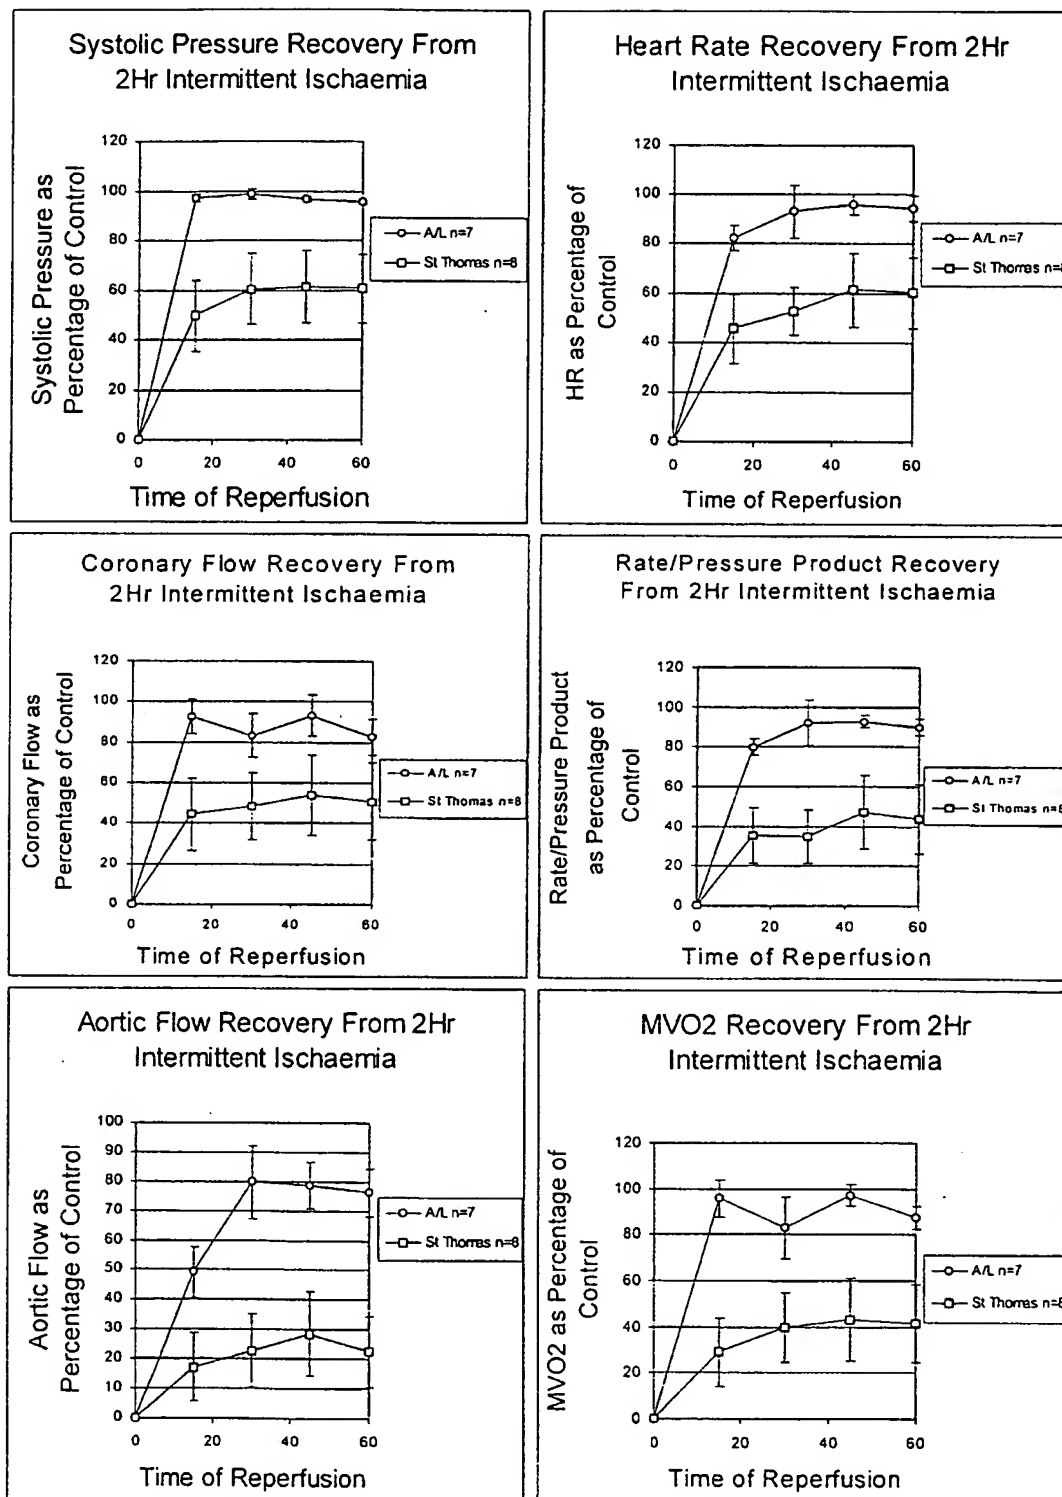 Systolic Pressure Recovery From
2Hr Intermittent Ischaemia
Systolic Pressure as
Percentage of Control
120
100
80
60
40
20
0
0 20 40 60
Time of Reperfusion
A/L n=7
St Thomas n=8
Heart Rate Recovery From 2Hr
Intermittent Ischaemia
HR as Percentage of
Control
120
100
80
60
40
20
0
0 20 40 60
Time of Reperfusion
A/L n=7
St Thomas n=8
Coronary Flow Recovery From
2Hr Intermittent Ischaemia
Coronary Flow as
Percentage of Control
120
100
80
60
40
20
0
0 20 40 60
Time of Reperfusion
A/L n=7
St Thomas n=8
Rate/Pressure Product Recovery
From 2Hr Intermittent Ischaemia
Rate/Pressure Product
as Percentage of
Control
120
100
80
60
40
20
0
0 20 40 60
Time of Reperfusion
A/L n=7
St Thomas n=8
Aortic Flow Recovery From 2Hr
Intermittent Ischaemia
Aortic Flow as
Percentage of Control
100
90
80
70
60
50
40
30
20
10
0
0 20 40 60
Time of Reperfusion
A/L n=7
St Thomas n=8
MVO2 Recovery From 2Hr
Intermittent Ischaemia
MVO2 as Percentage of
Control
120
100
80
60
40
20
0
0 20 40 60
Time of Reperfusion
A/L n=7
St Thomas n=8